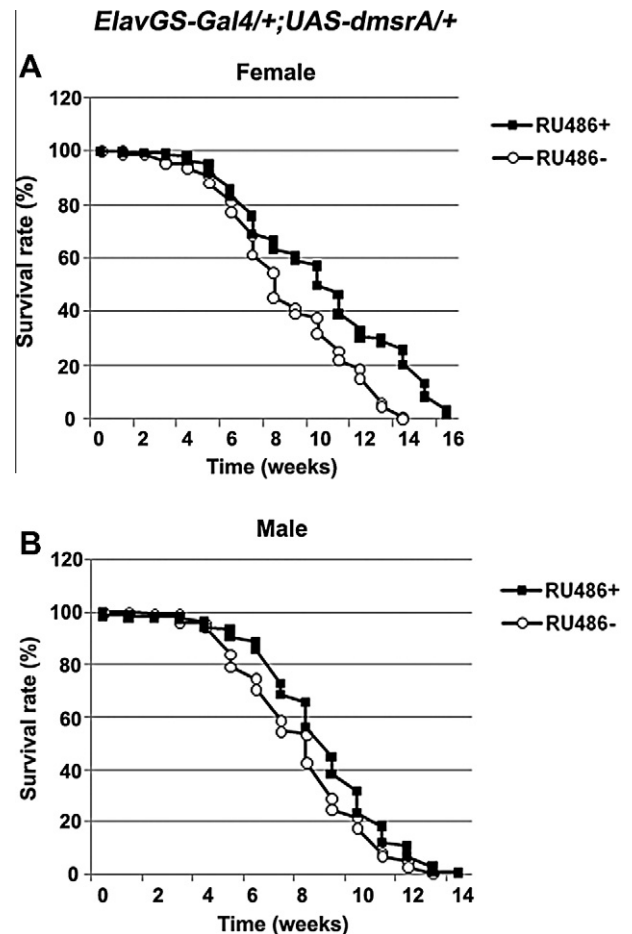 ElavGS-Gal4/+;UAS-dmsrA/+
A
Female
120
100
80
60
40
20
0
Survival rate (%)
0 2 4 6 8 10 12 14 16
Time (weeks)
RU486+
RU486-
B
Male
120
100
80
60
40
20
0
Survival rate (%)
0 2 4 6 8 10 12 14
Time (weeks)
RU486+
RU486-